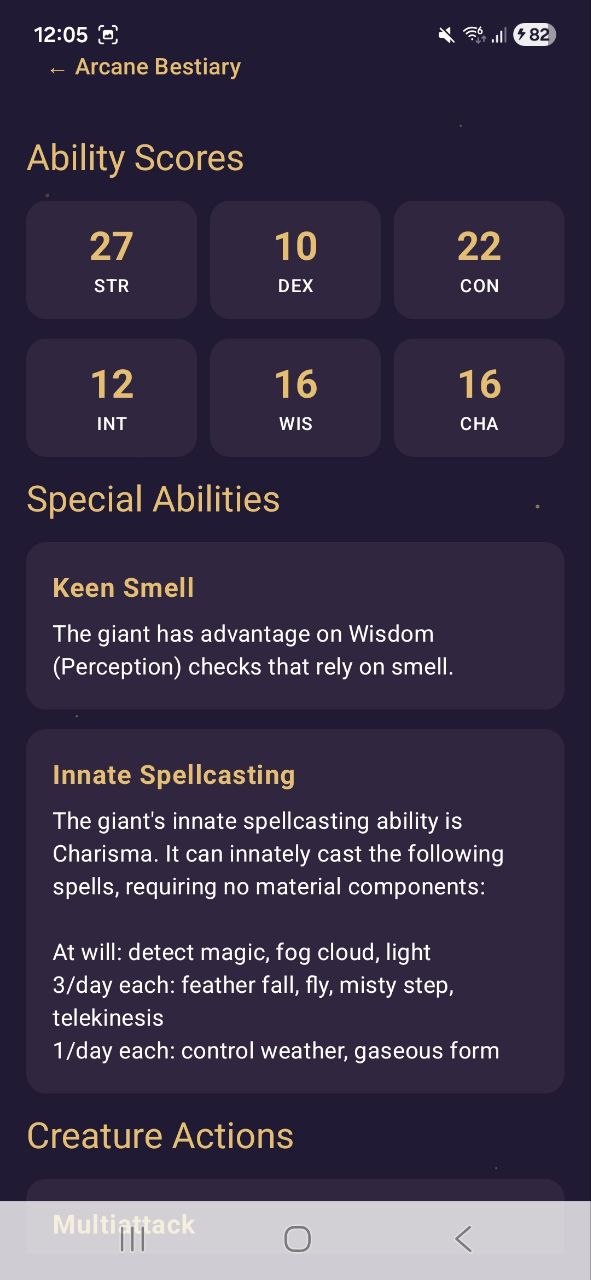 12:05
82
← Arcane Bestiary
Ability Scores
27
STR
10
DEX
22
CON
12
INT
16
WIS
16
CHA
Special Abilities
Keen Smell
The giant has advantage on Wisdom
(Perception) checks that rely on smell.
Innate Spellcasting
The giant's innate spellcasting ability is
Charisma. It can innately cast the following
spells, requiring no material components:
At will: detect magic, fog cloud, light
3/day each: feather fall, fly, misty step,
telekinesis
1/day each: control weather, gaseous form
Creature Actions
Multiattack